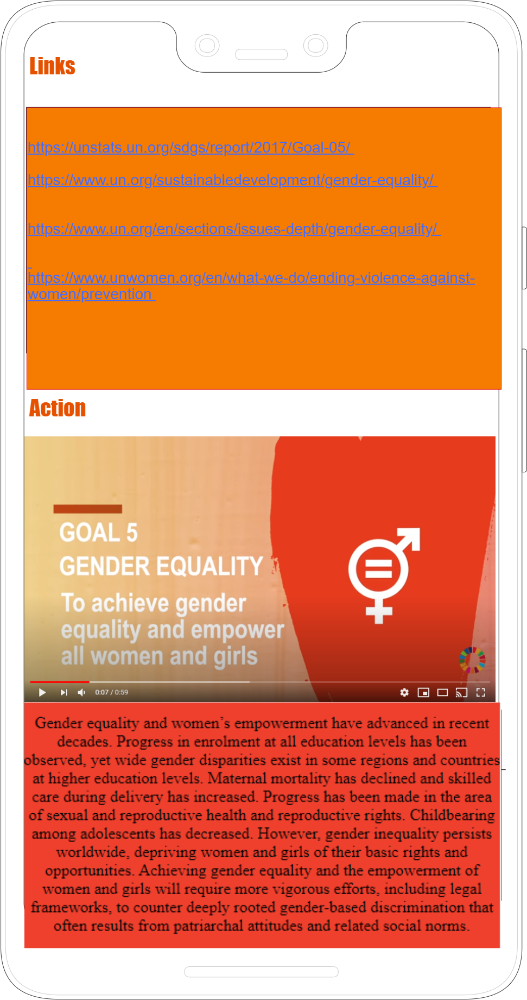 Links
https://unstats.un.org/sdgs/report/2017/Goal-05/
https://www.un.org/sustainabledevelopment/gender-equality/
https://www.un.org/en/sections/issues-depth/gender-equality/
https://www.unwomen.org/en/what-we-do/ending-violence-against-
women/prevention
Action
GOAL 5
GENDER EQUALITY
To achieve gender
equality and empower
all women and girls
0:07 / 0:59
Gender equality and women’s empowerment have advanced in recent
decades. Progress in enrolment at all education levels has been
observed, yet wide gender disparities exist in some regions and countries
at higher education levels. Maternal mortality has declined and skilled
care during delivery has increased. Progress has been made in the area
of sexual and reproductive health and reproductive rights. Childbearing
among adolescents has decreased. However, gender inequality persists
worldwide, depriving women and girls of their basic rights and
opportunities. Achieving gender equality and the empowerment of
women and girls will require more vigorous efforts, including legal
frameworks, to counter deeply rooted gender-based discrimination that
often results from patriarchal attitudes and related social norms.